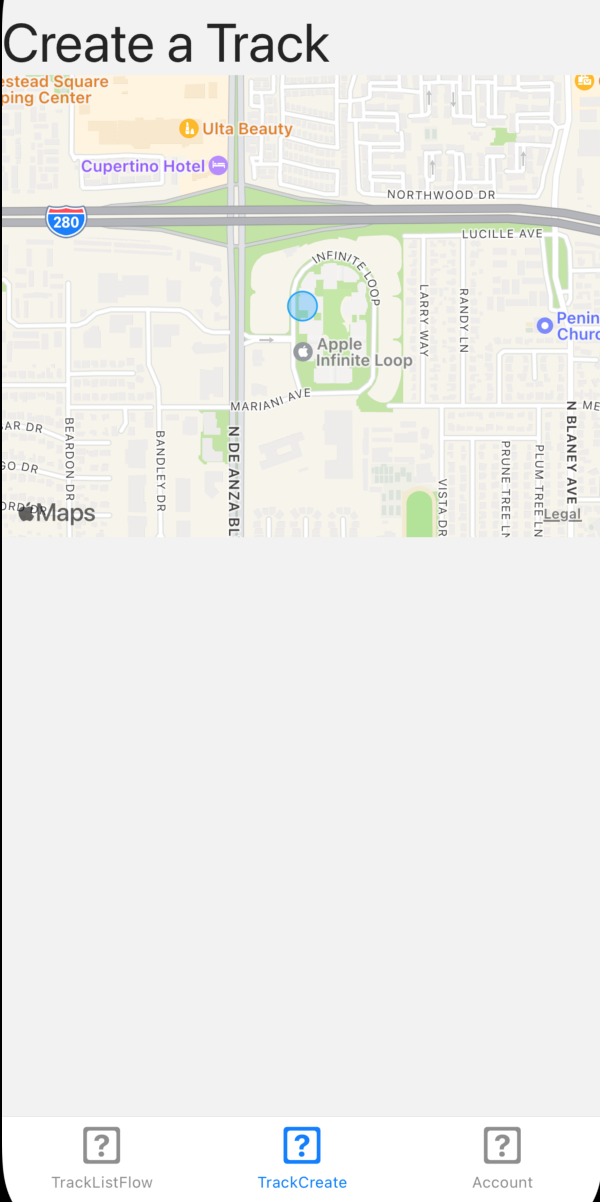 Create a Track
estead Square
ping Center
Ulta Beauty
Cupertino Hotel
NORTHWOOD DR
280
LUCILLE AVE
INFINITE LOOP
LARRY WAY
RANDY LN
Penin
Churc
Apple
Infinite Loop
MARIANI AVE
N BLANEY AVE
ME
AR DR
BEARDON DR
BANDLEY DR
N DE ANZA BL
GO DR
PRUNE TREE LN
PLUM TREE LN
VISTA DR
ORD DR
Maps
Legal
?
?
?
TrackListFlow
TrackCreate
Account